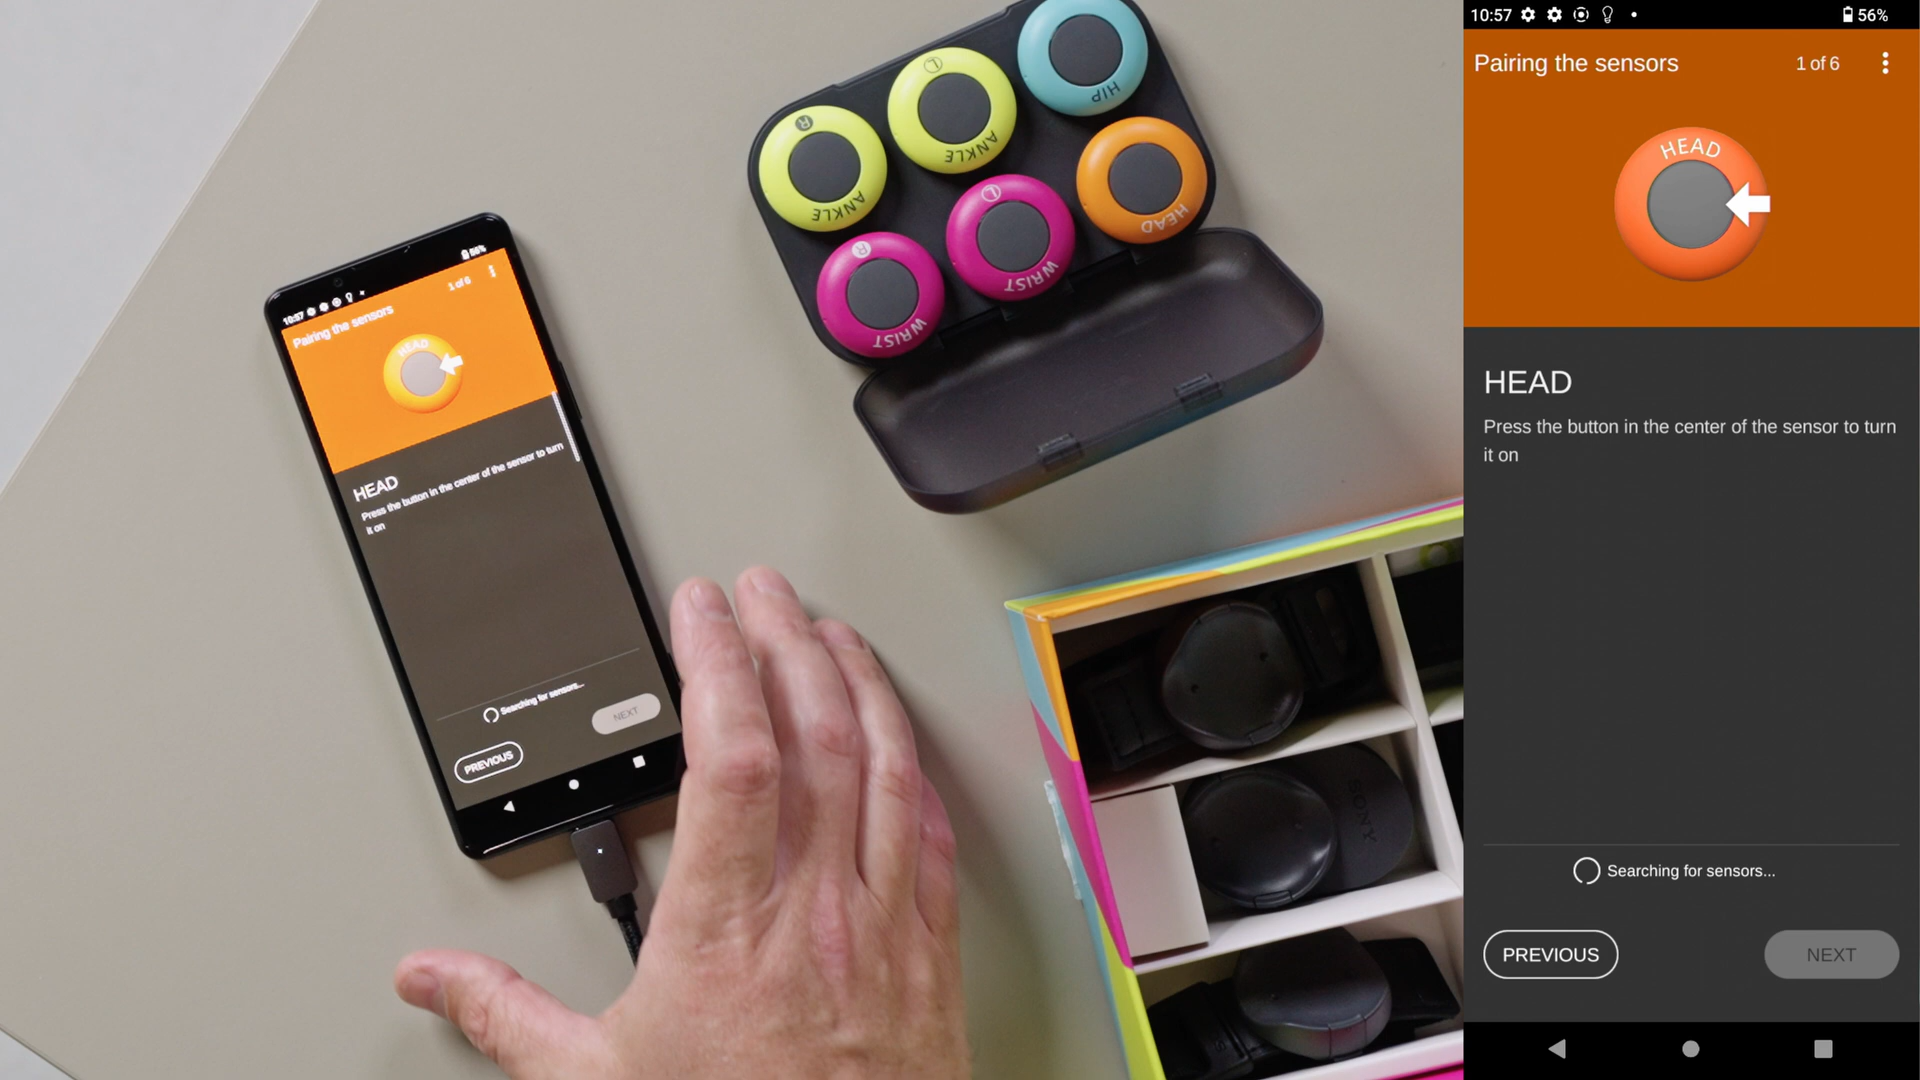 10:57
56%
Pairing the sensors
1 of 6
HEAD
HEAD
Press the button in the center of the sensor to turn
it on
Searching for sensors...
PREVIOUS
NEXT
10:57
56%
Pairing the sensors
1 of 6
HEAD
HEAD
Press the button in the center of the sensor to turn
it on
Searching for sensors...
NEXT
PREVIOUS
R
ANKLE
L
ANKLE
HIP
R
WRIST
L
WRIST
HEAD
SONY